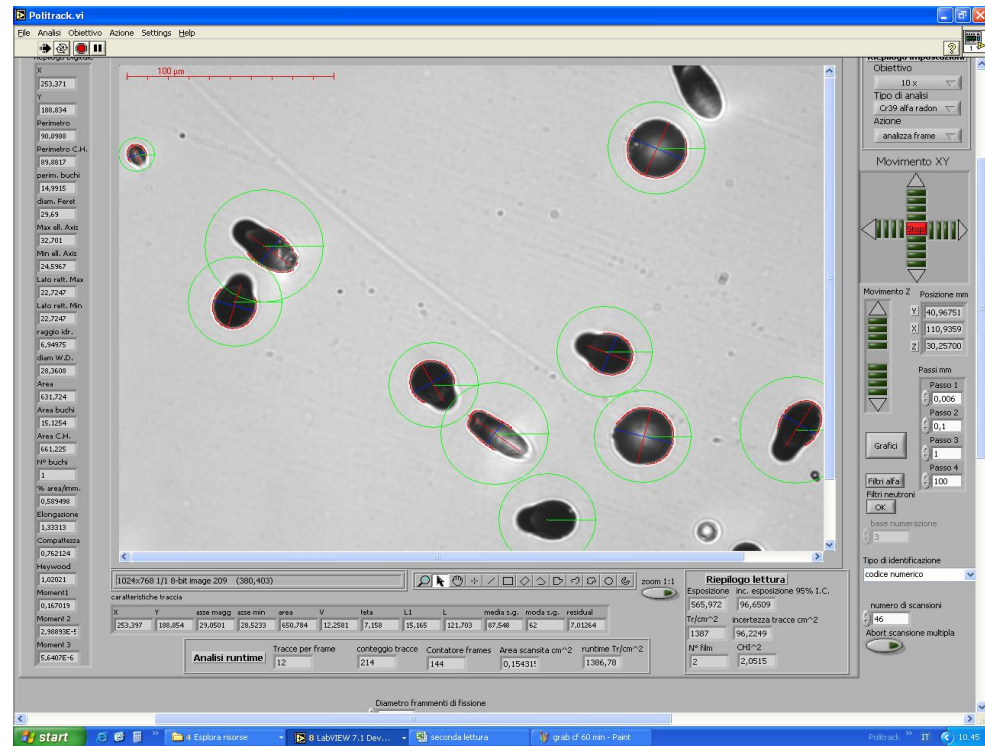 Politrack.vi
File Analisi Obiettivo Azione Settings Help
Riepilogo Digitale
X
253,371
Y
188,834
Perimetro
90,8988
Perimetro C.H.
89,8817
perim. buchi
14,9915
diam. Feret
29,69
Max ell. Axis
32,701
Min ell. Axis
24,5967
Lato rett. Max
22,7247
Lato rett. Min
22,7247
raggio idr.
6,94975
diam W.D.
28,3608
Area
631,724
Area buchi
15,1254
Area C.H.
661,225
N° buchi
1
% area/imm.
0,589498
Elongazione
1,33313
Compattezza
0,762124
Heywood
1,02021
Moment1
0,167019
Moment 2
2,98893E-5
Moment 3
5,6407E-6
100 µm
1024x768 1/1 8-bit image 209 (380,403)
zoom 1:1
caratteristiche traccia
X Y asse magg asse min area V teta L1 L media s.g. moda s.g. residual
253,397 188,854 29,0501 28,5233 650,784 12,2581 7,158 15,165 121,703 87,548 62 7,01264
Analisi runtime
Tracce per frame conteggio tracce Contatore frames Area scansita cm^2 runtime Tr/cm^2
12 214 144 0,15431 1386,78
Riepilogo lettura
Esposizione inc. esposizione 95% I.C.
565,972 96,6509
Tr/cm^2 incertezza tracce cm^2
1387 96,2249
N° film CHI^2
2 2,0515
Diametro frammenti di fissione
Riepilogo impostazioni
Obiettivo
10 x
Tipo di analisi
Cr39 alfa radon
Azione
analizza frame
Movimento XY
Stop
Movimento Z Posizione mm
Y 40,96751
X 110,9359
Z 30,25700
Passi mm
Passo 1
0,006
Passo 2
0,1
Passo 3
1
Passo 4
100
Grafici
Filtri alfa
Filtri neutroni
OK
base numerazione
3
Tipo di identificazione
codice numerico
numero di scansioni
46
Abort scansione multipla
start
4 Esplora risorse
8 LabVIEW 7.1 Dev...
seconda lettura
grab cf 60 min - Paint
Politrack
IT
10.45